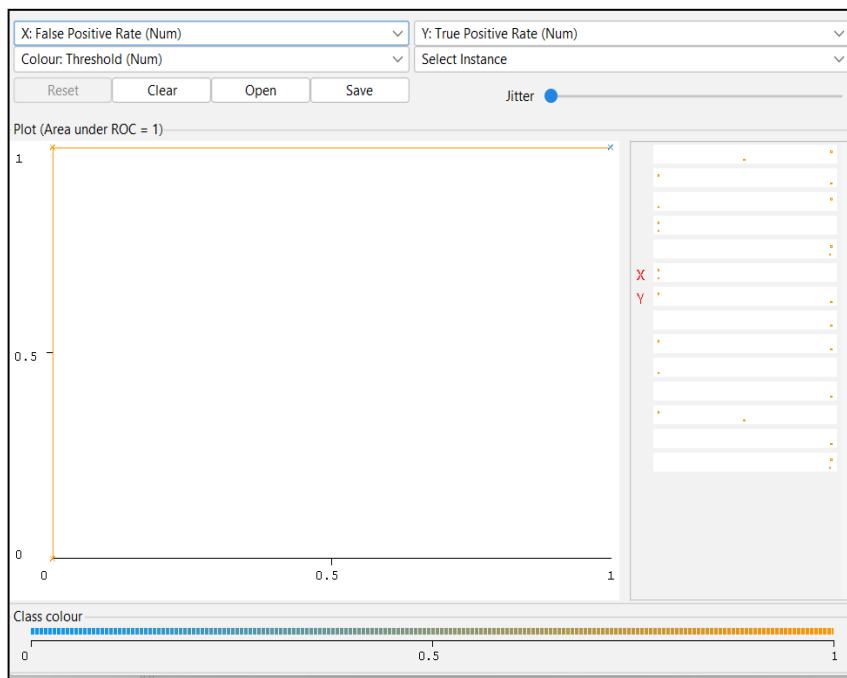 X: False Positive Rate (Num) Y: True Positive Rate (Num)
Colour: Threshold (Num) Select Instance
Reset Clear Open Save Jitter
Plot (Area under ROC = 1)
1
X
Y
0.5
0
0 0.5 1
Class colour
0 0.5 1